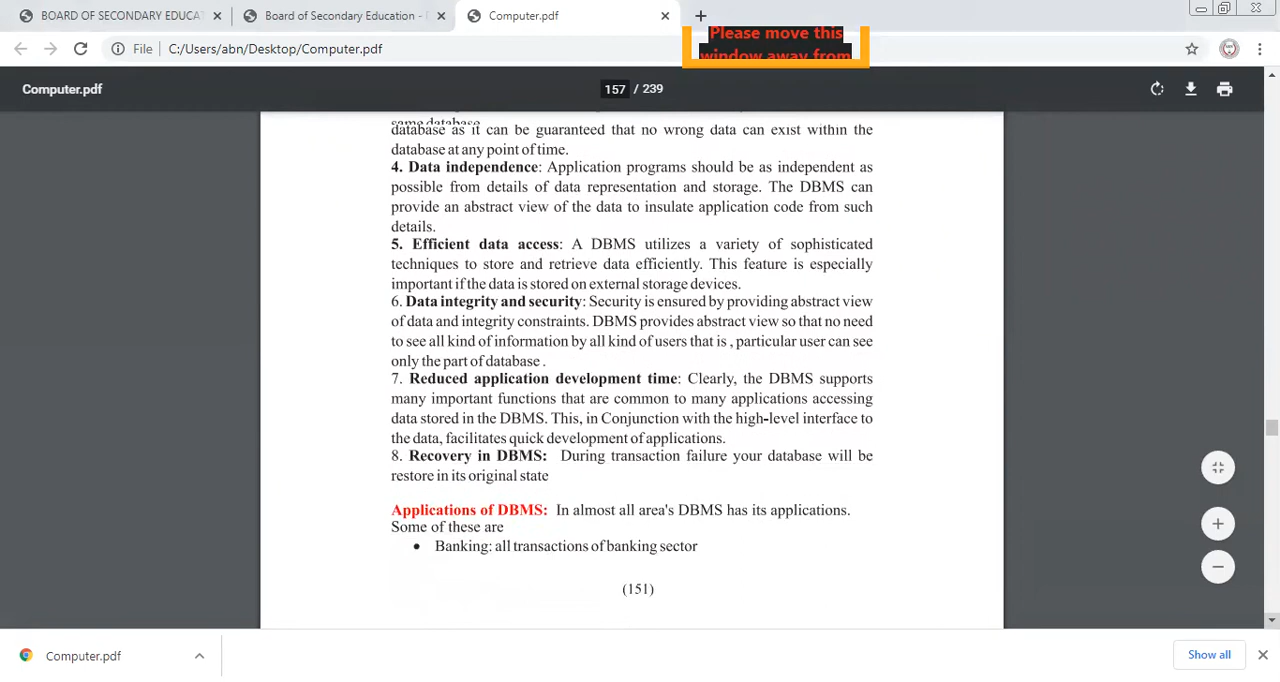 BOARD OF SECONDARY EDUCAT
Board of Secondary Education - F
Computer.pdf
Please move this
window away from
File | C:/Users/abn/Desktop/Computer.pdf
Computer.pdf
157 / 239
same database
database as it can be guaranteed that no wrong data can exist within the
database at any point of time.
4. Data independence: Application programs should be as independent as
possible from details of data representation and storage. The DBMS can
provide an abstract view of the data to insulate application code from such
details.
5. Efficient data access: A DBMS utilizes a variety of sophisticated
techniques to store and retrieve data efficiently. This feature is especially
important if the data is stored on external storage devices.
6. Data integrity and security: Security is ensured by providing abstract view
of data and integrity constraints. DBMS provides abstract view so that no need
to see all kind of information by all kind of users that is , particular user can see
only the part of database .
7. Reduced application development time: Clearly, the DBMS supports
many important functions that are common to many applications accessing
data stored in the DBMS. This, in Conjunction with the high-level interface to
the data, facilitates quick development of applications.
8. Recovery in DBMS: During transaction failure your database will be
restore in its original state
Applications of DBMS: In almost all area's DBMS has its applications.
Some of these are
• Banking: all transactions of banking sector
(151)
Computer.pdf
Show all